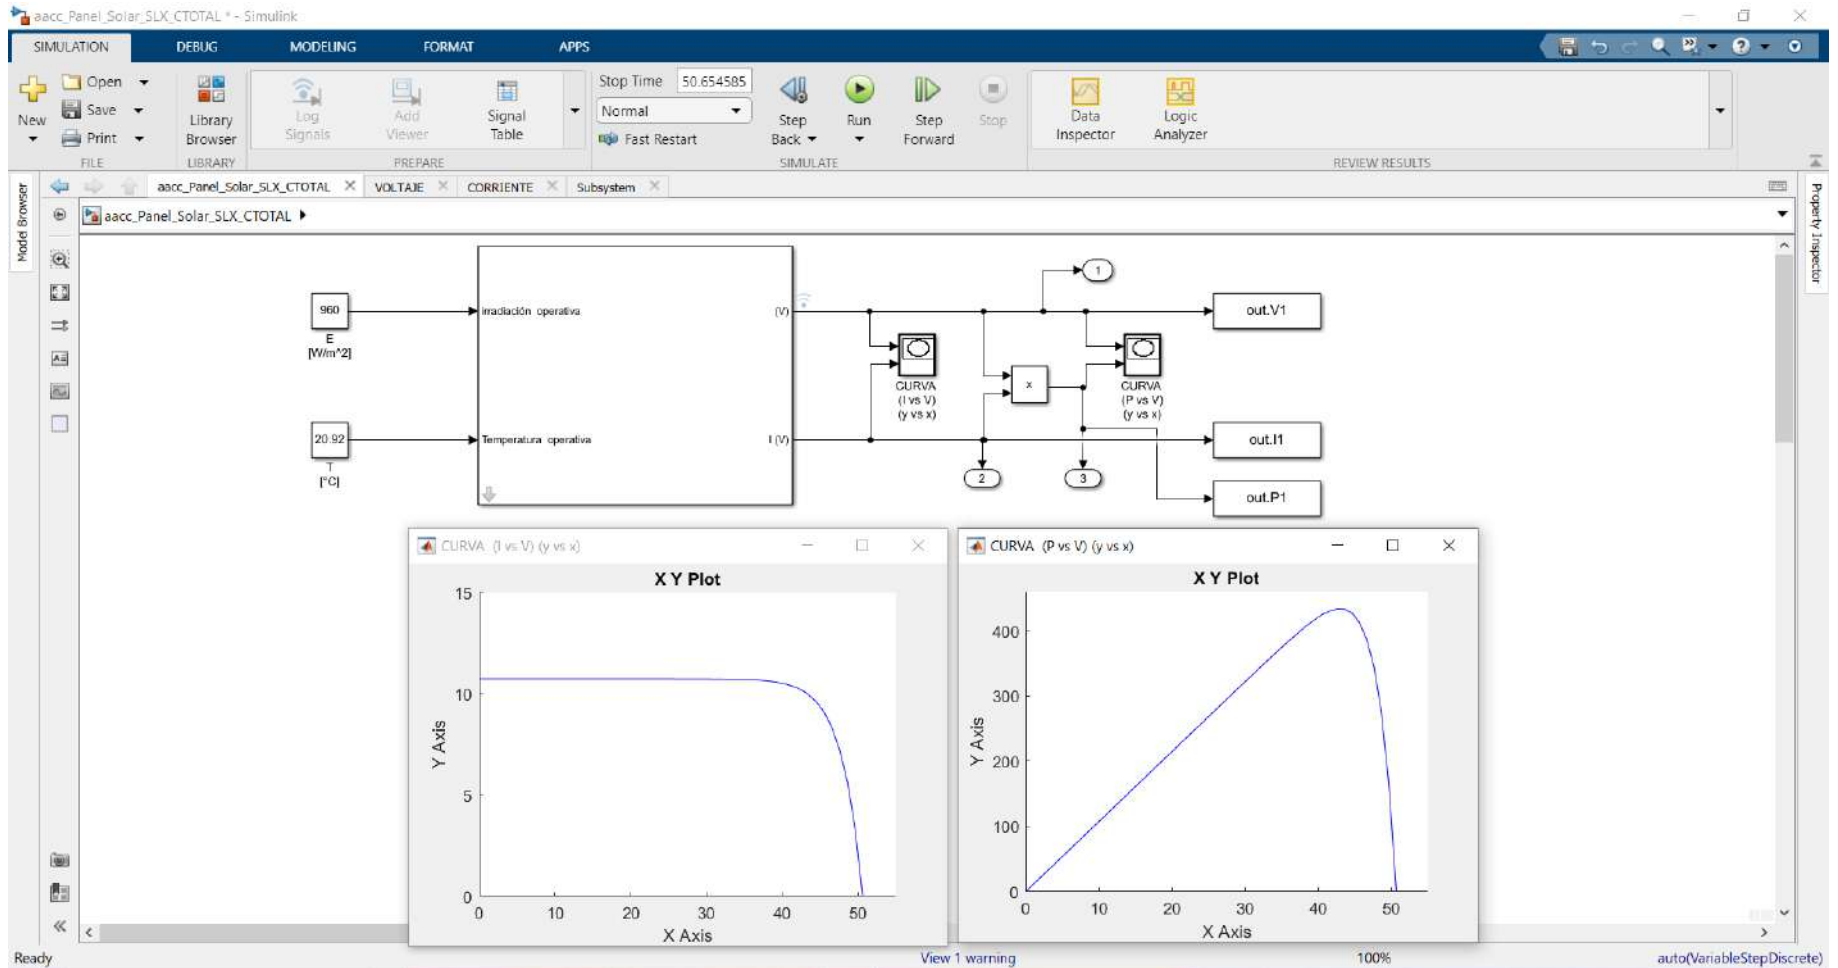 aacc_Panel_Solar_SLX_CTOTAL * - Simulink
SIMULATION DEBUG MODELING FORMAT APPS
New
Open
Save
Print
FILE
Library
Browser
LIBRARY
Log
Signals
Add
Viewer
Signal
Table
PREPARE
Stop Time 50.654585
Normal
Fast Restart
Step
Back
Run
Step
Forward
Stop
SIMULATE
Data
Inspector
Logic
Analyzer
REVIEW RESULTS
Model Browser
Property Inspector
aacc_Panel_Solar_SLX_CTOTAL VOLTAJE CORRIENTE Subsystem
aacc_Panel_Solar_SLX_CTOTAL
960
E
[W/m^2]
20.92
T
[°C]
irradiación operativa
(V)
Temperatura operativa
I (V)
CURVA
(I vs V)
(y vs x)
x
CURVA
(P vs V)
(y vs x)
1
2
3
out.V1
out.I1
out.P1
CURVA (I vs V) (y vs x)
X Y Plot
15
10
5
0
Y Axis
0 10 20 30 40 50
X Axis
CURVA (P vs V) (y vs x)
X Y Plot
400
300
200
100
0
Y Axis
0 10 20 30 40 50
X Axis
Ready
View 1 warning
100%
auto(VariableStepDiscrete)